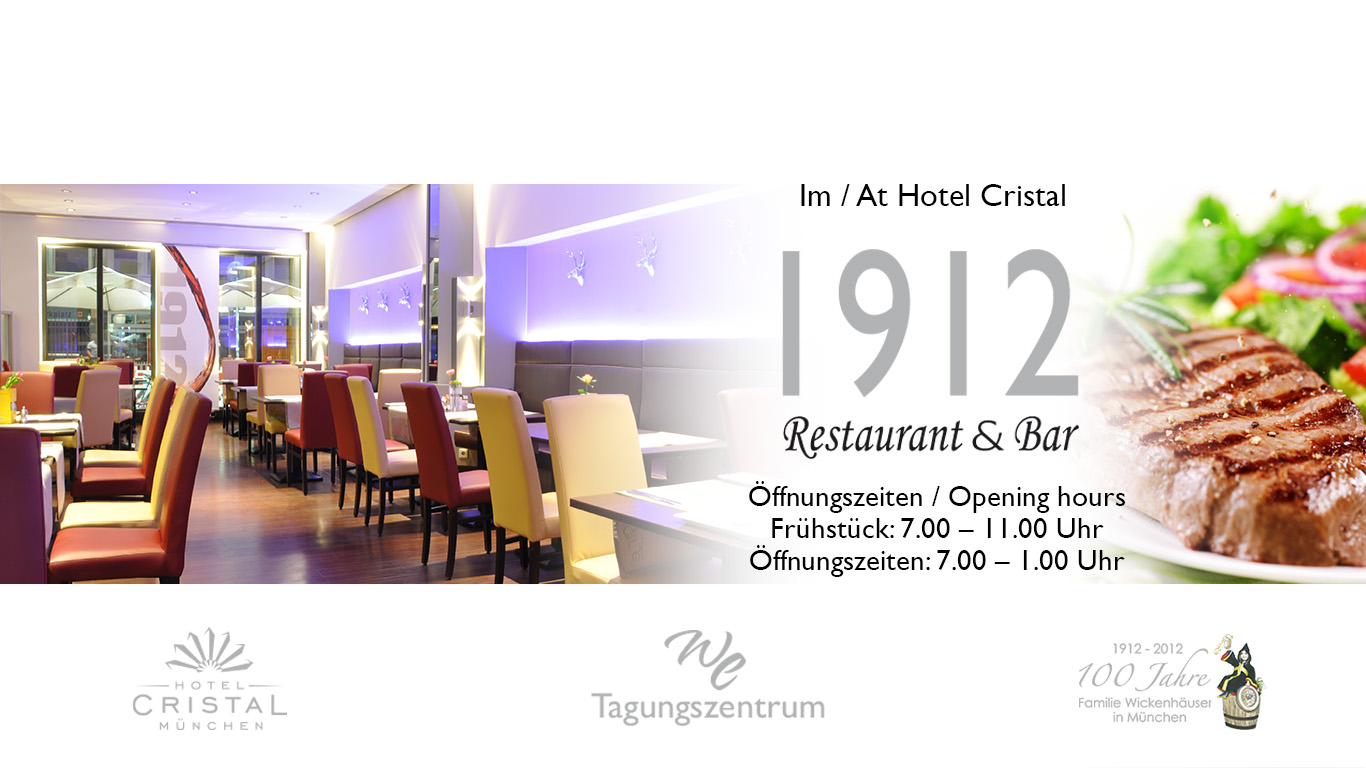 Im / At Hotel Cristal
1912
Restaurant & Bar
Öffnungszeiten / Opening hours
Frühstück: 7.00 – 11.00 Uhr
Öffnungszeiten: 7.00 – 1.00 Uhr
1912
HOTEL
CRISTAL
MÜNCHEN
WC
Tagungszentrum
1912 - 2012
100 Jahre
Familie Wickenhäuser
in München